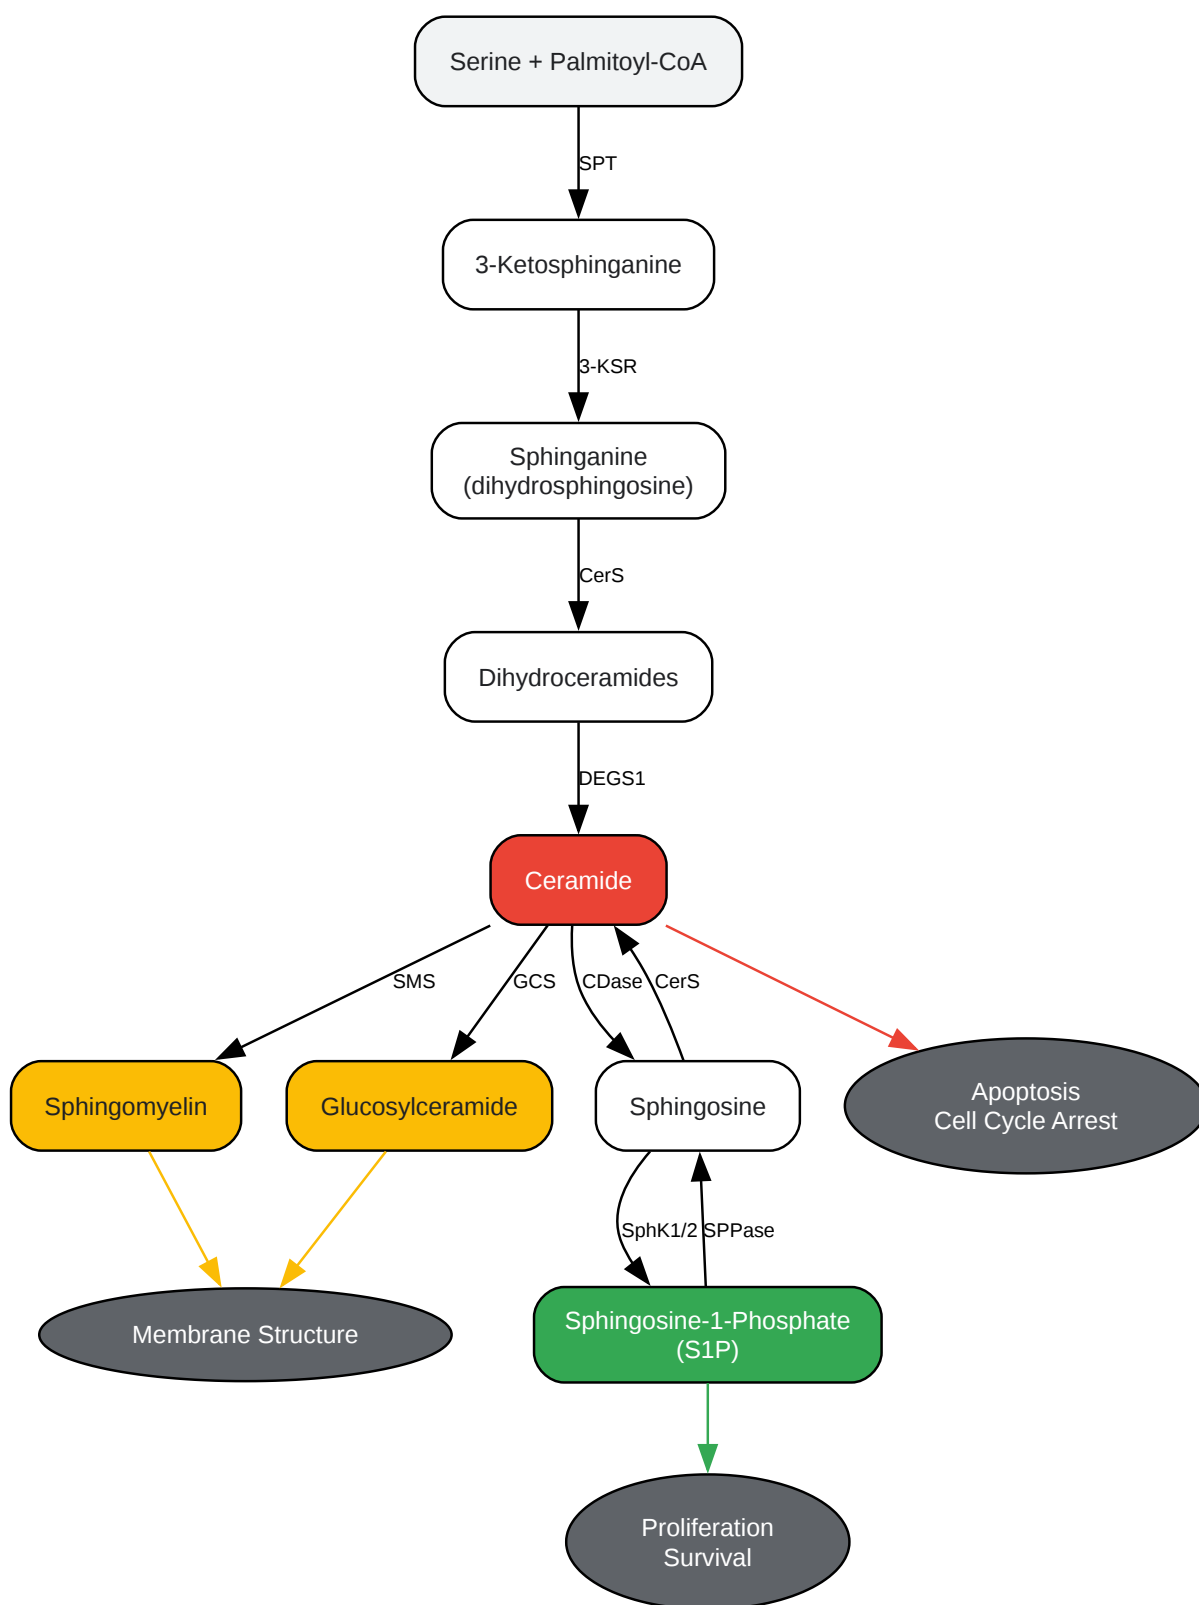 Serine + Palmitoyl-CoA
SPT
3-Ketosphinganine
3-KSR
Sphinganine
(dihydrosphingosine)
CerS
Dihydroceramides
DEGS1
Ceramide
SMS
GCS
CDase
CerS
Sphingomyelin
Glucosylceramide
Sphingosine
Apoptosis
Cell Cycle Arrest
SphK1/2
SPPase
Membrane Structure
Sphingosine-1-Phosphate
(S1P)
Proliferation
Survival